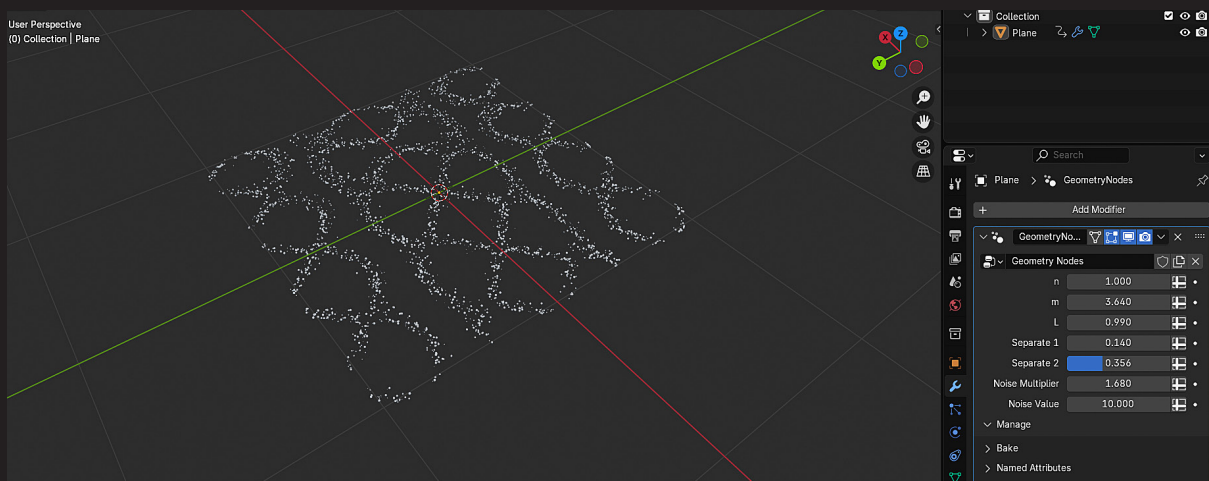 User Perspective
(0) Collection | Plane
X
Z
Y
Collection
Plane
Search
Plane > GeometryNodes
+ Add Modifier
GeometryNo...
Geometry Nodes
n 1.000
m 3.640
L 0.990
Separate 1 0.140
Separate 2 0.356
Noise Multiplier 1.680
Noise Value 10.000
Manage
Bake
Named Attributes